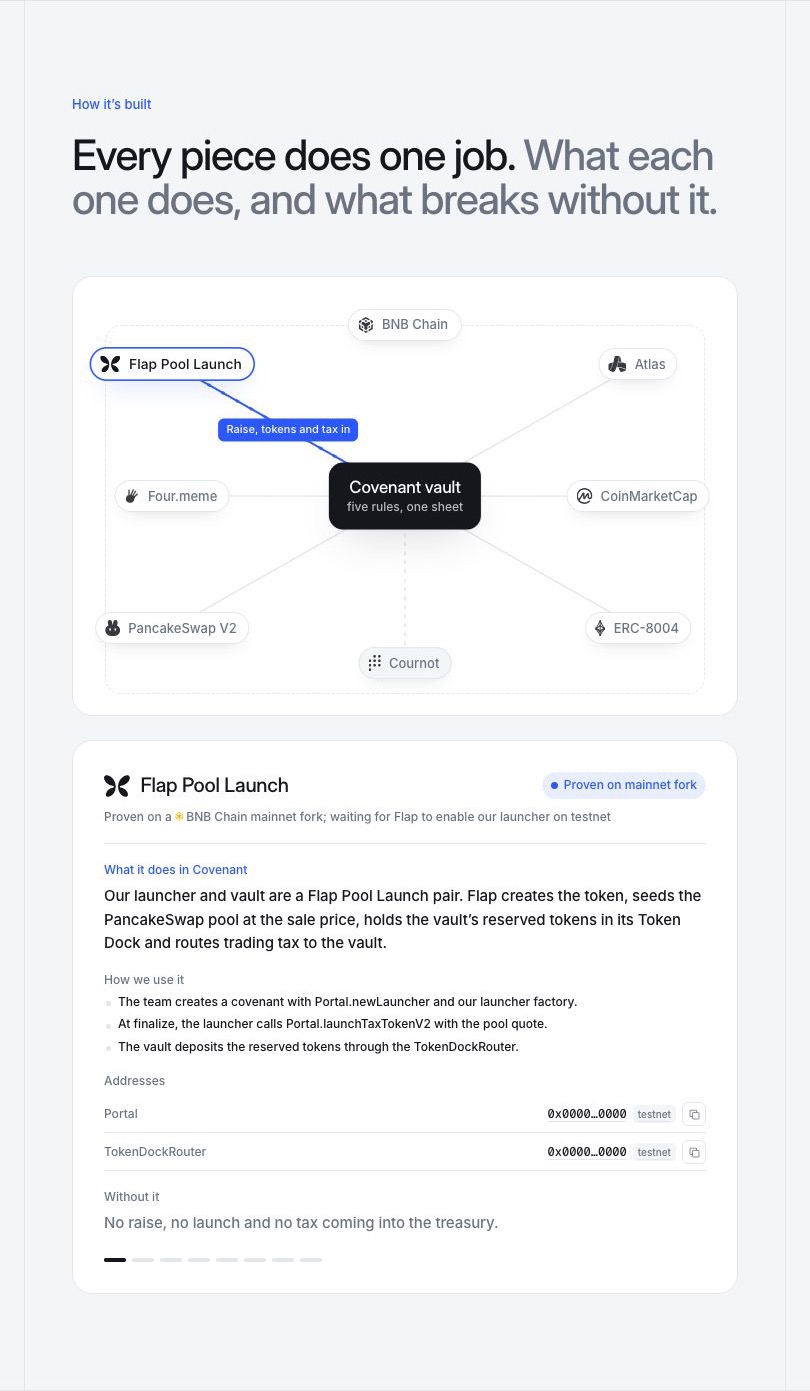 How it’s built
Every piece does one job. What each
one does, and what breaks without it.
BNB Chain
Flap Pool Launch
Atlas
Raise, tokens and tax in
Covenant vault
five rules, one sheet
Four.meme
CoinMarketCap
PancakeSwap V2
ERC-8004
Cournot
Flap Pool Launch
Proven on mainnet fork
Proven on a BNB Chain mainnet fork; waiting for Flap to enable our launcher on testnet
What it does in Covenant
Our launcher and vault are a Flap Pool Launch pair. Flap creates the token, seeds the
PancakeSwap pool at the sale price, holds the vault’s reserved tokens in its Token
Dock and routes trading tax to the vault.
How we use it
The team creates a covenant with Portal.newLauncher and our launcher factory.
At finalize, the launcher calls Portal.launchTaxTokenV2 with the pool quote.
The vault deposits the reserved tokens through the TokenDockRouter.
Addresses
Portal 0x0000…0000 testnet
TokenDockRouter 0x0000…0000 testnet
Without it
No raise, no launch and no tax coming into the treasury.